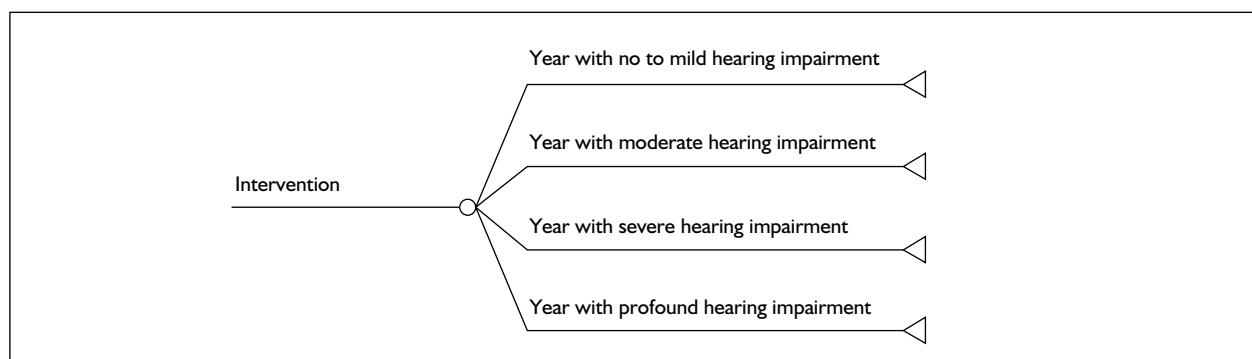 Year with no to mild hearing impairment
Year with moderate hearing impairment
Intervention
Year with severe hearing impairment
Year with profound hearing impairment